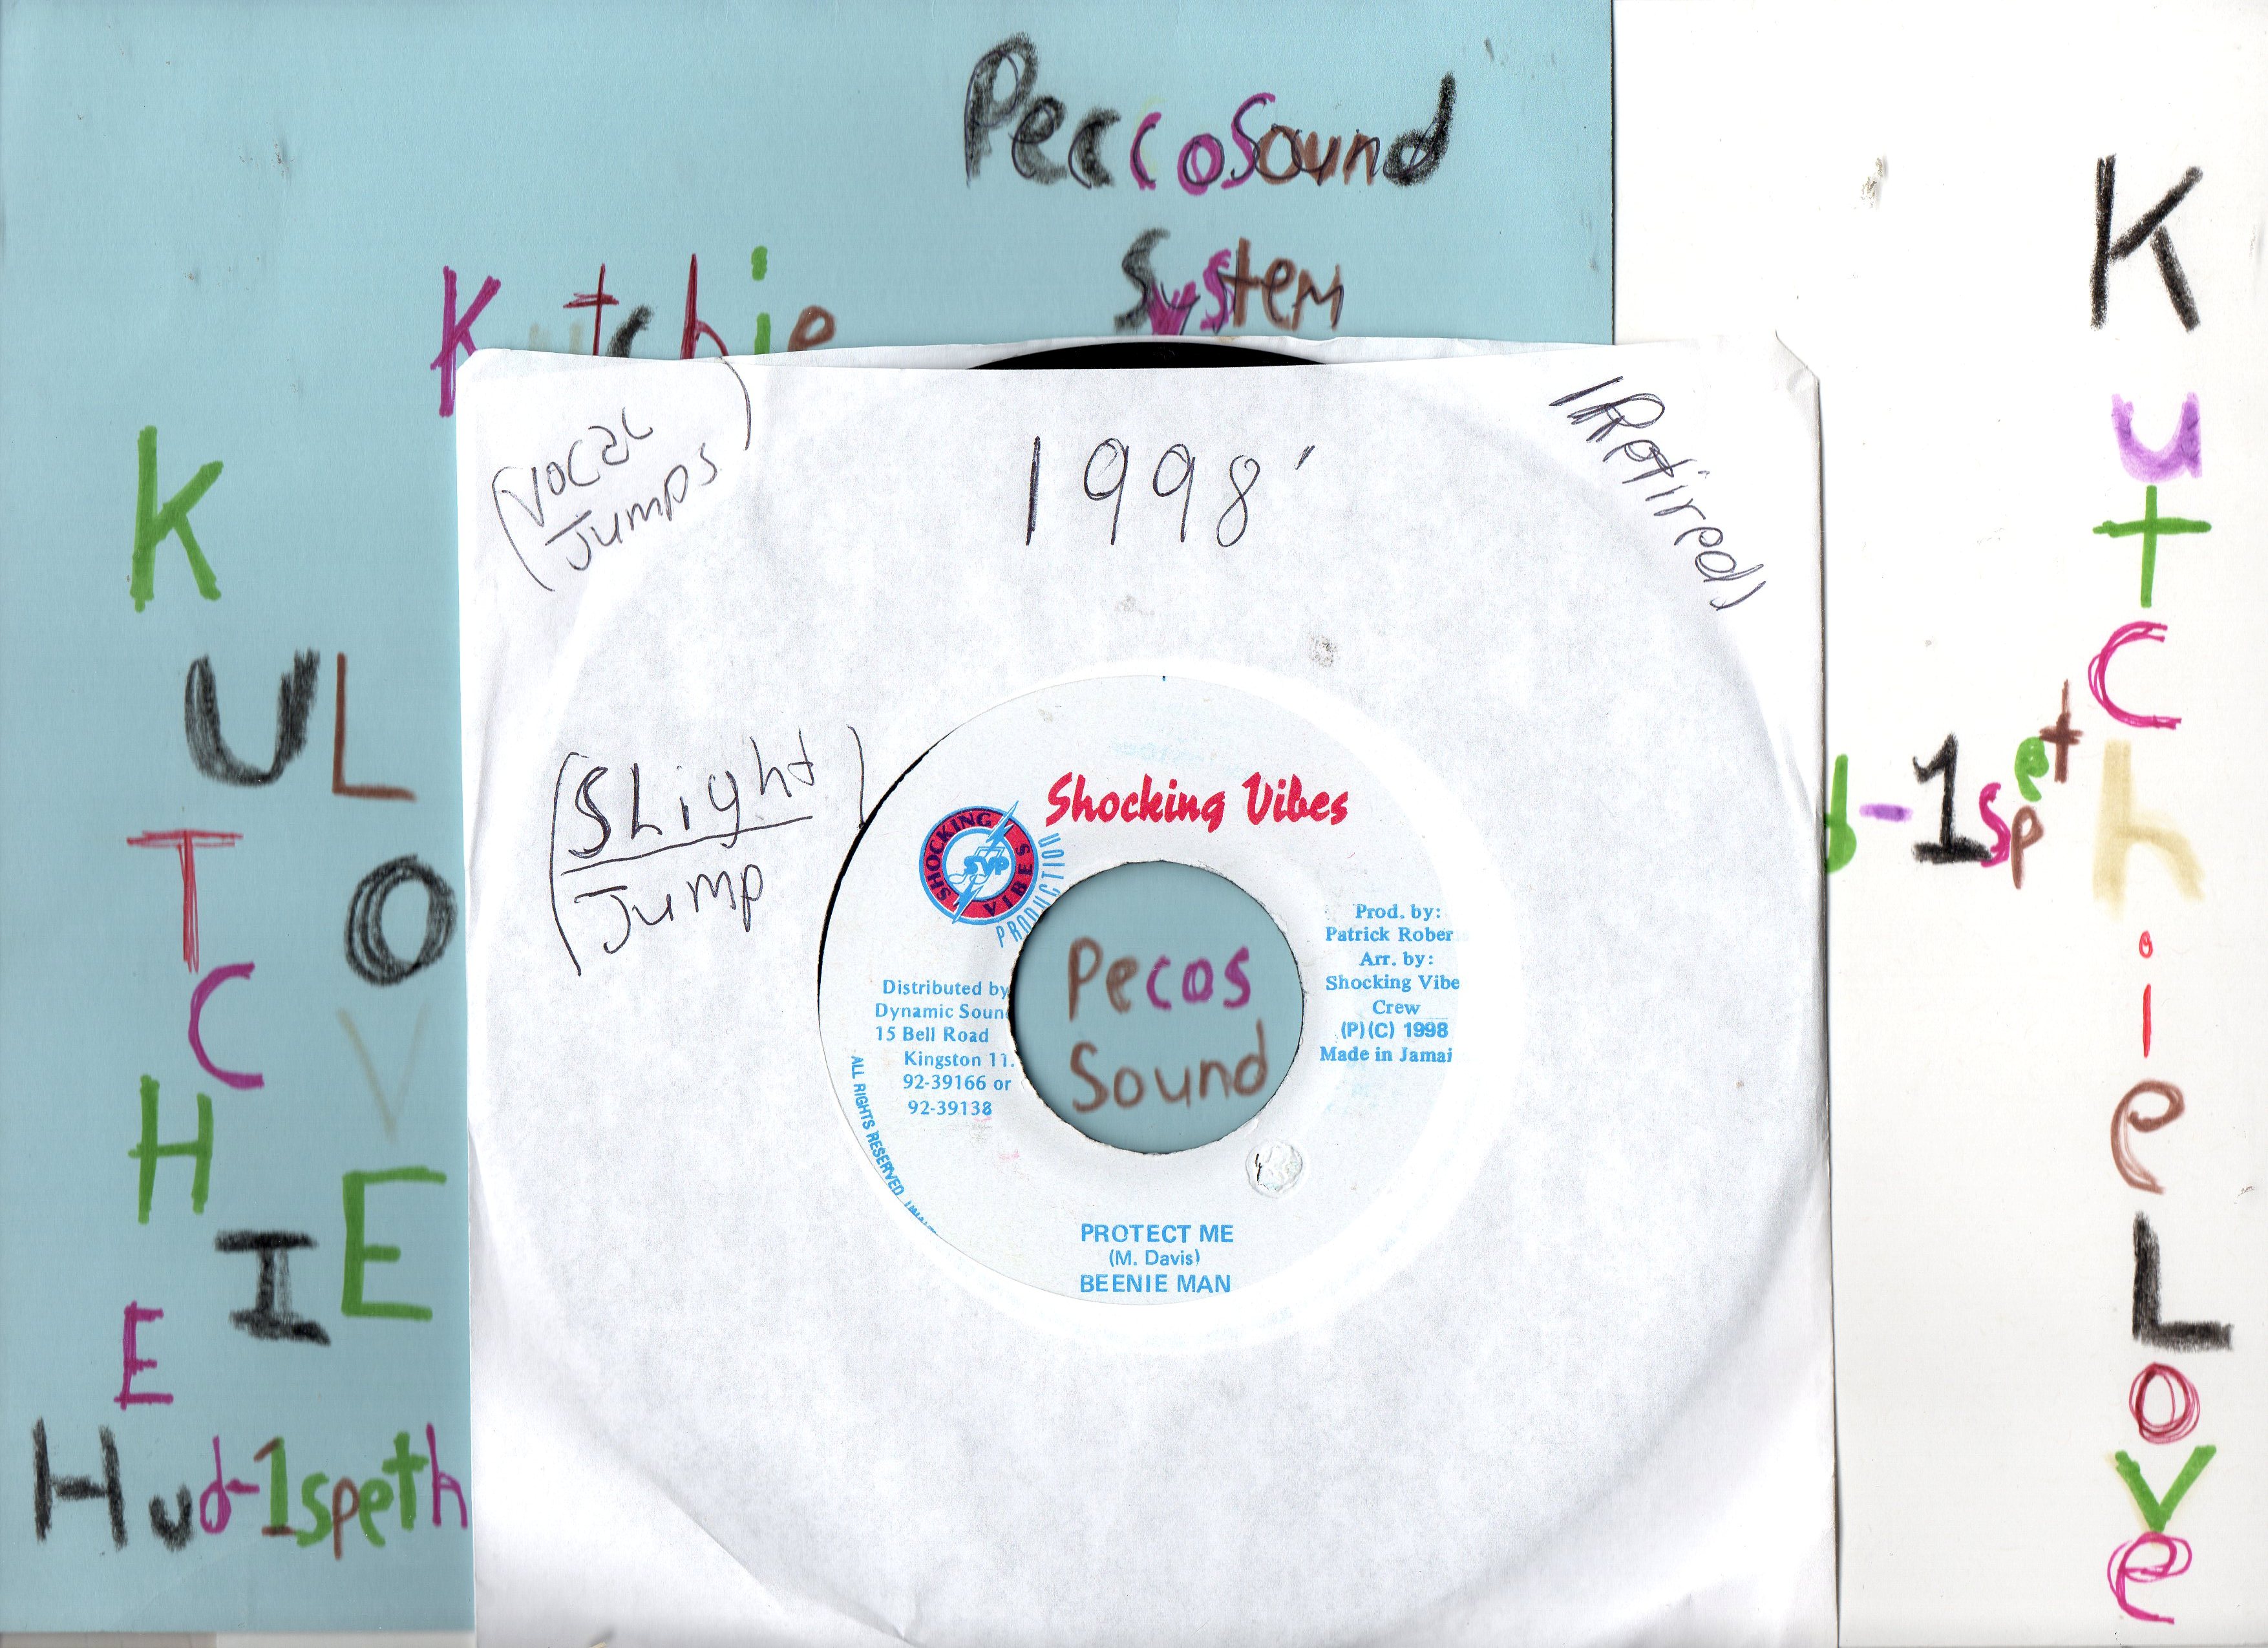 PeccoSound
System
Kutchie
K
U
T
C
H
I
E
L
O
V
E
Hud-1speth
(Vocal
Jumps)
1998'
(Retired)
(SLight
Jump
Shocking Vibes
SHOCKING VIBES
SVP
PRODUCTION
Distributed by
Dynamic Soun
15 Bell Road
Kingston 11.
92-39166 or
92-39138
ALL RIGHTS RESERVED
Pecos
Sound
Prod. by:
Patrick Rober
Arr. by:
Shocking Vibe
Crew
(P)(C) 1998
Made in Jamai
PROTECT ME
(M. Davis)
BEENIE MAN
d-1spet
K
u
t
c
h
i
e
L
o
v
e